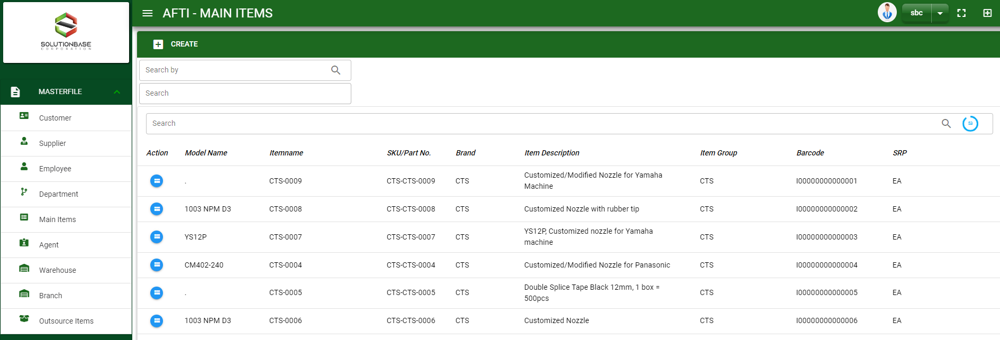 SOLUTIONBASE
CORPORATION
AFTI - MAIN ITEMS
sbc
CREATE
Search by
Search
MASTERFILE
Customer
Supplier
Employee
Department
Main Items
Agent
Warehouse
Branch
Outsource Items
Search
53
Action Model Name Itemname SKU/Part No. Brand Item Description Item Group Barcode SRP
. CTS-0009 CTS-CTS-0009 CTS Customized/Modified Nozzle for Yamaha Machine CTS I00000000000001 EA
1003 NPM D3 CTS-0008 CTS-CTS-0008 CTS Customized Nozzle with rubber tip CTS I00000000000002 EA
YS12P CTS-0007 CTS-CTS-0007 CTS YS12P, Customized nozzle for Yamaha machine CTS I00000000000003 EA
CM402-240 CTS-0004 CTS-CTS-0004 CTS Customized/Modified Nozzle for Panasonic CTS I00000000000004 EA
. CTS-0005 CTS-CTS-0005 CTS Double Splice Tape Black 12mm, 1 box = 500pcs CTS I00000000000005 EA
1003 NPM D3 CTS-0006 CTS-CTS-0006 CTS Customized Nozzle CTS I00000000000006 EA